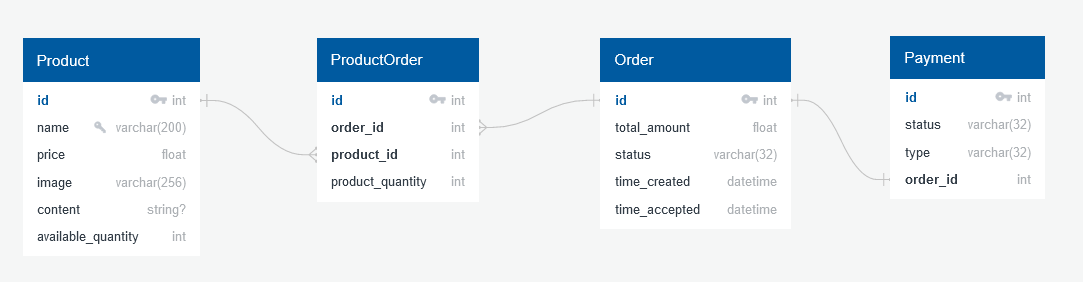 Product
id int
name varchar(200)
price float
image varchar(256)
content string?
available_quantity int
ProductOrder
id int
order_id int
product_id int
product_quantity int
Order
id int
total_amount float
status varchar(32)
time_created datetime
time_accepted datetime
Payment
id int
status varchar(32)
type varchar(32)
order_id int